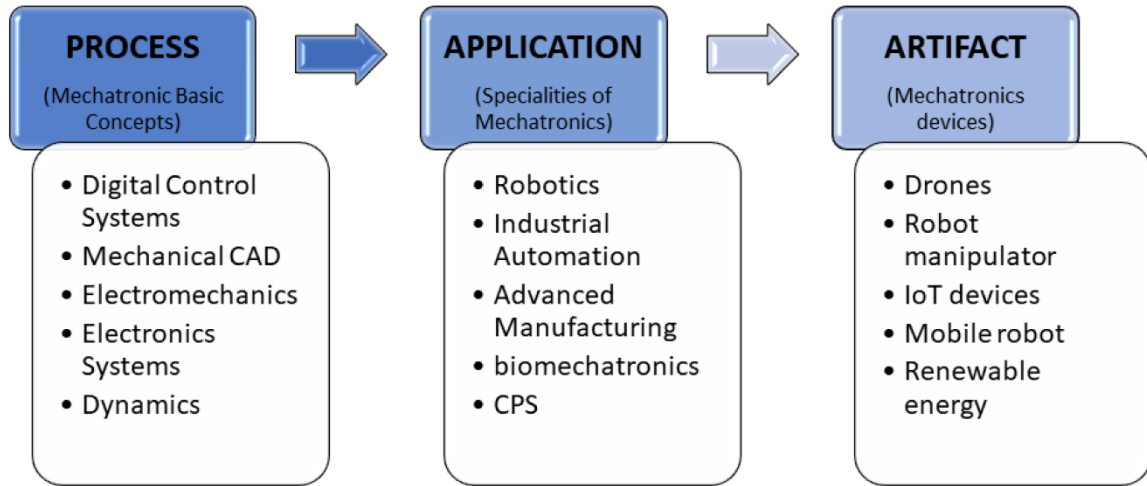 PROCESS
(Mechatronic Basic
Concepts)
• Digital Control
Systems
• Mechanical CAD
• Electromechanics
• Electronics
Systems
• Dynamics
APPLICATION
(Specialities of
Mechatronics)
• Robotics
• Industrial
Automation
• Advanced
Manufacturing
• biomechatronics
• CPS
ARTIFACT
(Mechatronics
devices)
• Drones
• Robot
manipulator
• IoT devices
• Mobile robot
• Renewable
energy